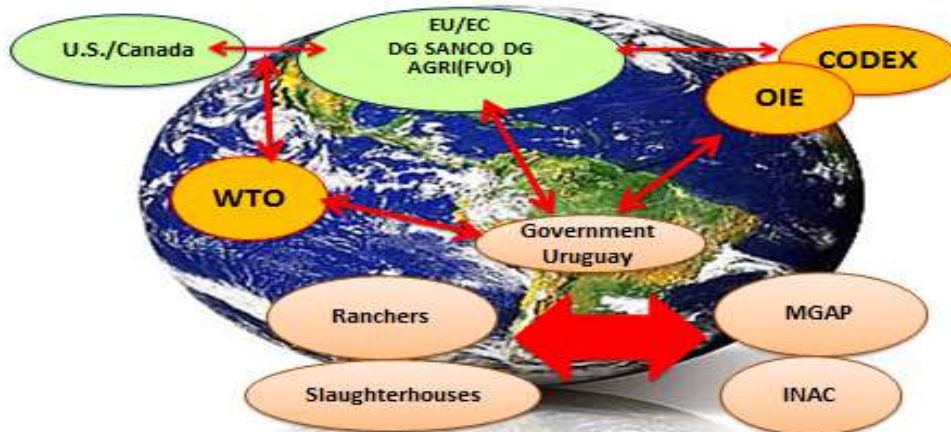 EU/EC
DG SANCO DG
AGRI(FVO)
U.S./Canada
CODEX
OIE
WTO
Government
Uruguay
Ranchers
MGAP
Slaughterhouses
INAC